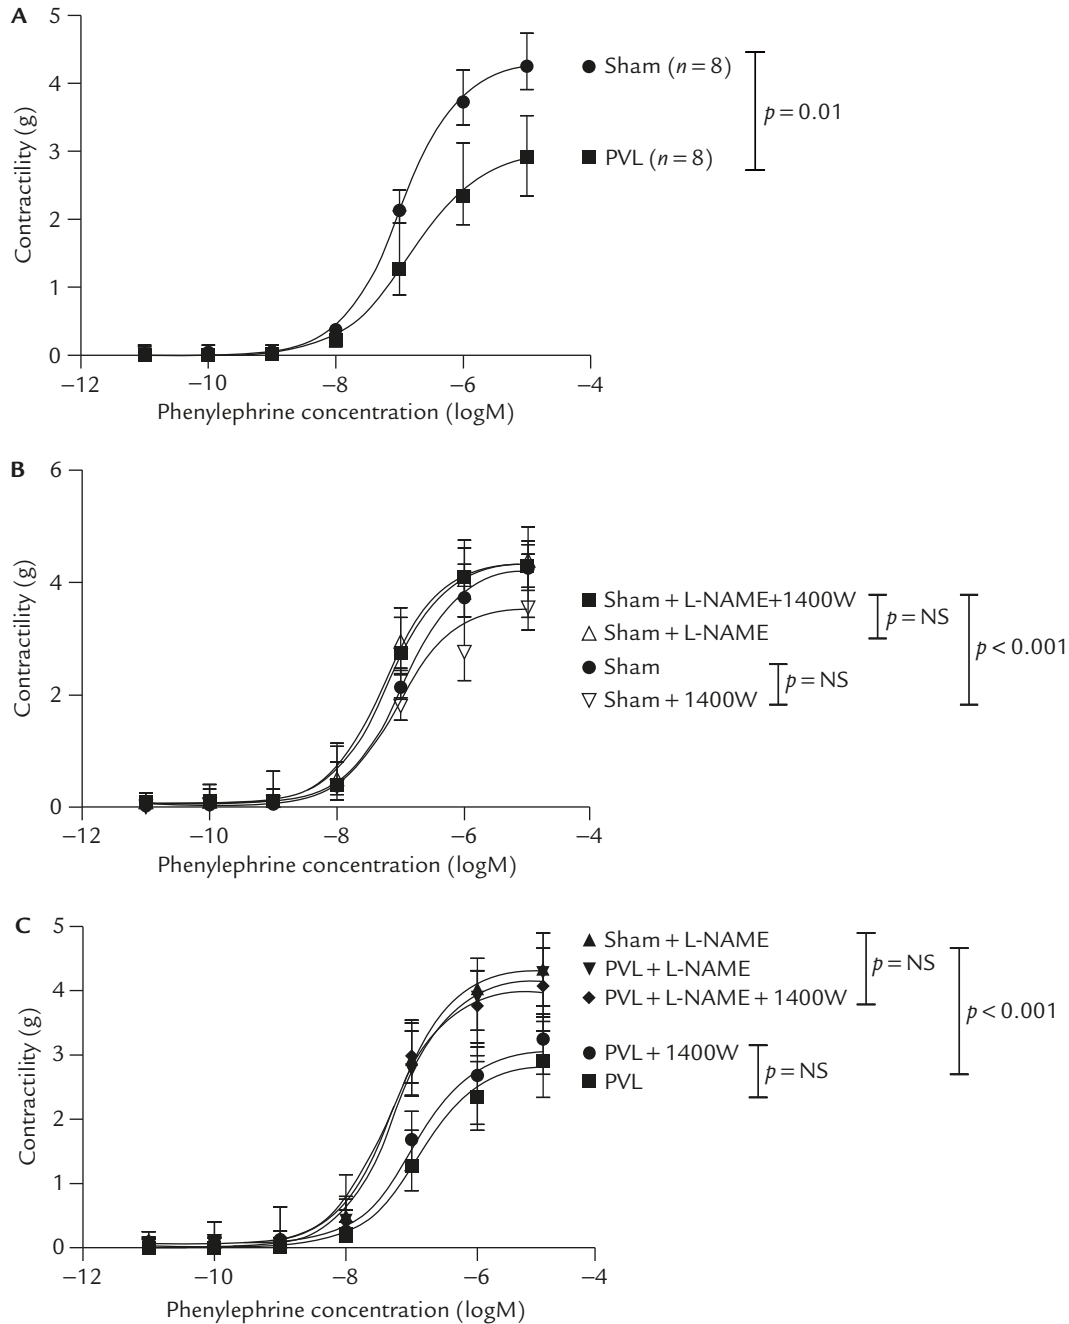 A
5
4
3
2
1
0
Contractility (g)
−12
−10
−8
−6
−4
Phenylephrine concentration (logM)
Sham (n = 8)
PVL (n = 8)
p = 0.01
B
6
4
2
0
Contractility (g)
−12
−10
−8
−6
−4
Phenylephrine concentration (logM)
Sham + L-NAME+1400W
Sham + L-NAME
Sham
Sham + 1400W
p = NS
p = NS
p < 0.001
C
5
4
3
2
1
0
Contractility (g)
−12
−10
−8
−6
−4
Phenylephrine concentration (logM)
Sham + L-NAME
PVL + L-NAME
PVL + L-NAME + 1400W
PVL + 1400W
PVL
p = NS
p = NS
p < 0.001